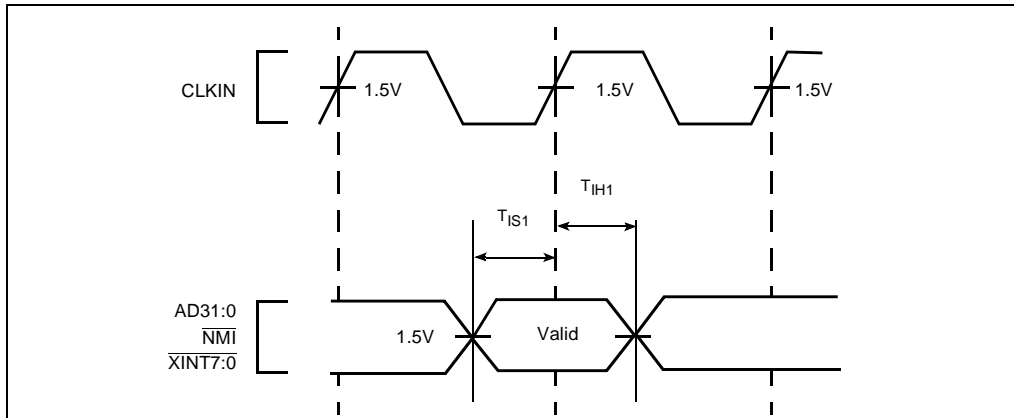 CLKIN
1.5V
1.5V
1.5V
TIH1
TIS1
AD31:0
NMI
XINT7:0
1.5V
Valid